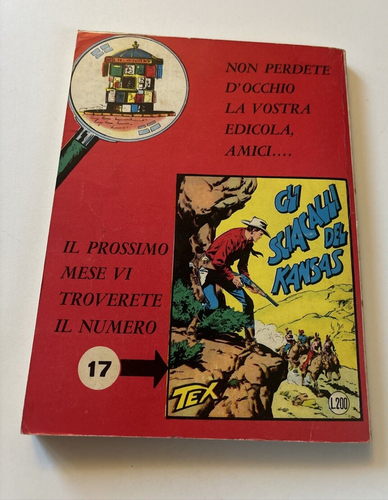 NON PERDETE
D'OCCHIO
LA VOSTRA
EDICOLA,
AMICI....
IL PROSSIMO
MESE VI
TROVERETE
IL NUMERO
17
GLI
SCIACALLI
DEL
KANSAS
TEX
L.200